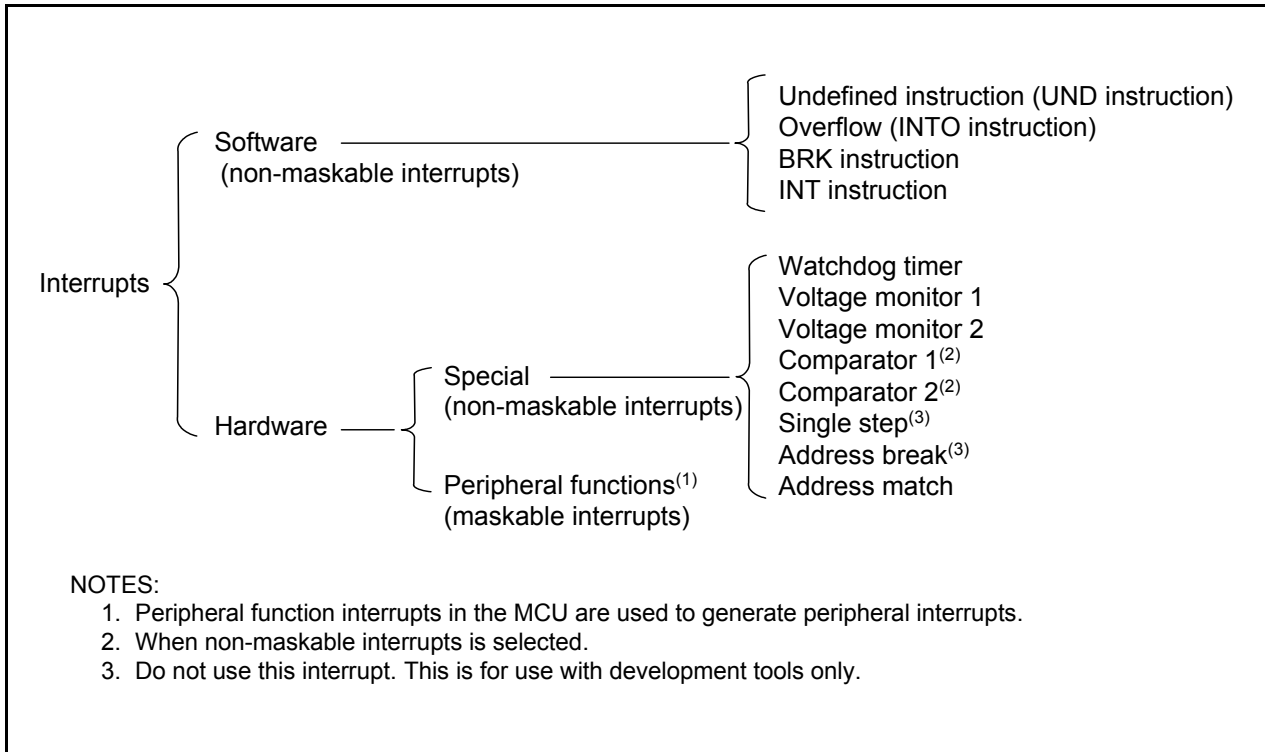 Interrupts
Software
(non-maskable interrupts)
Undefined instruction (UND instruction)
Overflow (INTO instruction)
BRK instruction
INT instruction
Hardware
Special
(non-maskable interrupts)
Watchdog timer
Voltage monitor 1
Voltage monitor 2
Comparator 1(2)
Comparator 2(2)
Single step(3)
Address break(3)
Address match
Peripheral functions(1)
(maskable interrupts)
NOTES:
1. Peripheral function interrupts in the MCU are used to generate peripheral interrupts.
2. When non-maskable interrupts is selected.
3. Do not use this interrupt. This is for use with development tools only.